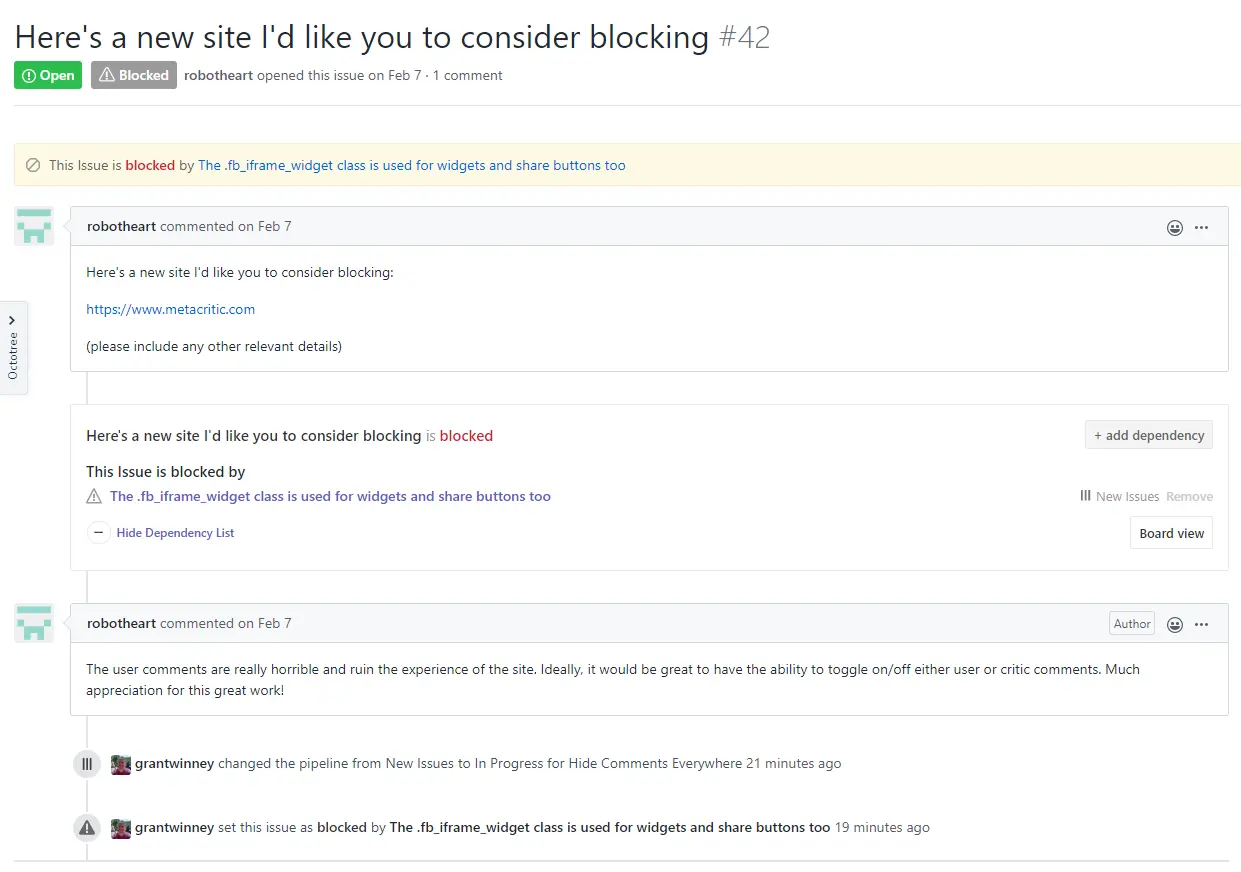 Here's a new site I'd like you to consider blocking #42
Open Blocked robotheart opened this issue on Feb 7 · 1 comment
This Issue is blocked by The .fb_iframe_widget class is used for widgets and share buttons too
robotheart commented on Feb 7
Here's a new site I'd like you to consider blocking:
https://www.metacritic.com
(please include any other relevant details)
Octotree
Here's a new site I'd like you to consider blocking is blocked
+ add dependency
This Issue is blocked by
The .fb_iframe_widget class is used for widgets and share buttons too
New Issues Remove
Hide Dependency List
Board view
robotheart commented on Feb 7
Author
The user comments are really horrible and ruin the experience of the site. Ideally, it would be great to have the ability to toggle on/off either user or critic comments. Much
appreciation for this great work!
grantwinney changed the pipeline from New Issues to In Progress for Hide Comments Everywhere 21 minutes ago
grantwinney set this issue as blocked by The .fb_iframe_widget class is used for widgets and share buttons too 19 minutes ago